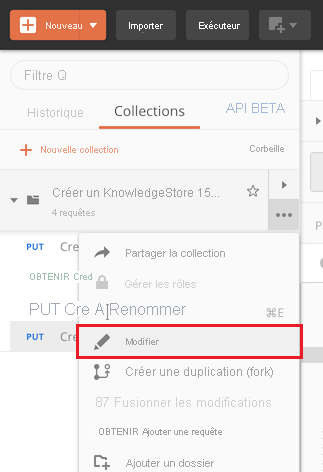 Nouveau Importer Exécuteur
Filtre Q
Historique Collections API BETA
+ Nouvelle collection Corbeille
Créer un KnowledgeStore 15...
4 requêtes
PUT Cre
Partager la collection
OBTENIR Cred
Gérer les rôles
PUT Cre A Renommer ⌘E
PUT Cre Modifier
Créer une duplication (fork)
87 Fusionner les modifications
OBTENIR Ajouter une requête
Ajouter un dossier